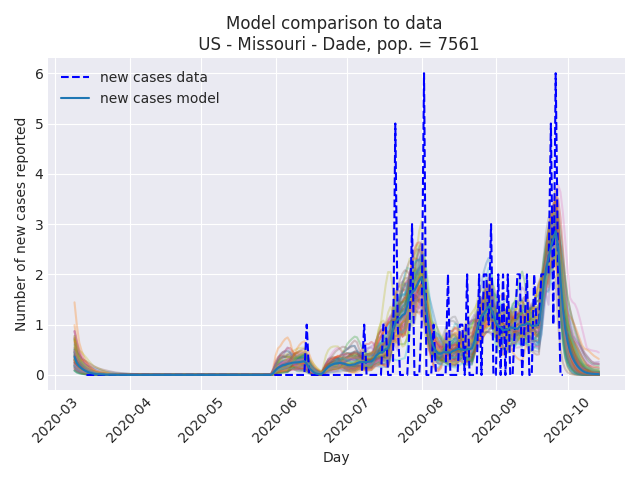 Model comparison to data
US - Missouri - Dade, pop. = 7561
new cases data
new cases model
Number of new cases reported
6
5
4
3
2
1
0
2020-03
2020-04
2020-05
2020-06
2020-07
2020-08
2020-09
2020-10
Day